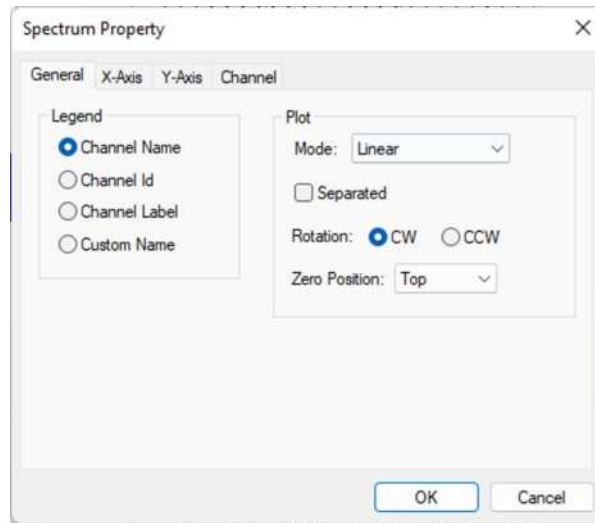 Spectrum Property
General X-Axis Y-Axis Channel
Legend
Channel Name
Channel Id
Channel Label
Custom Name
Plot
Mode: Linear
Separated
Rotation: CW CCW
Zero Position: Top
OK Cancel